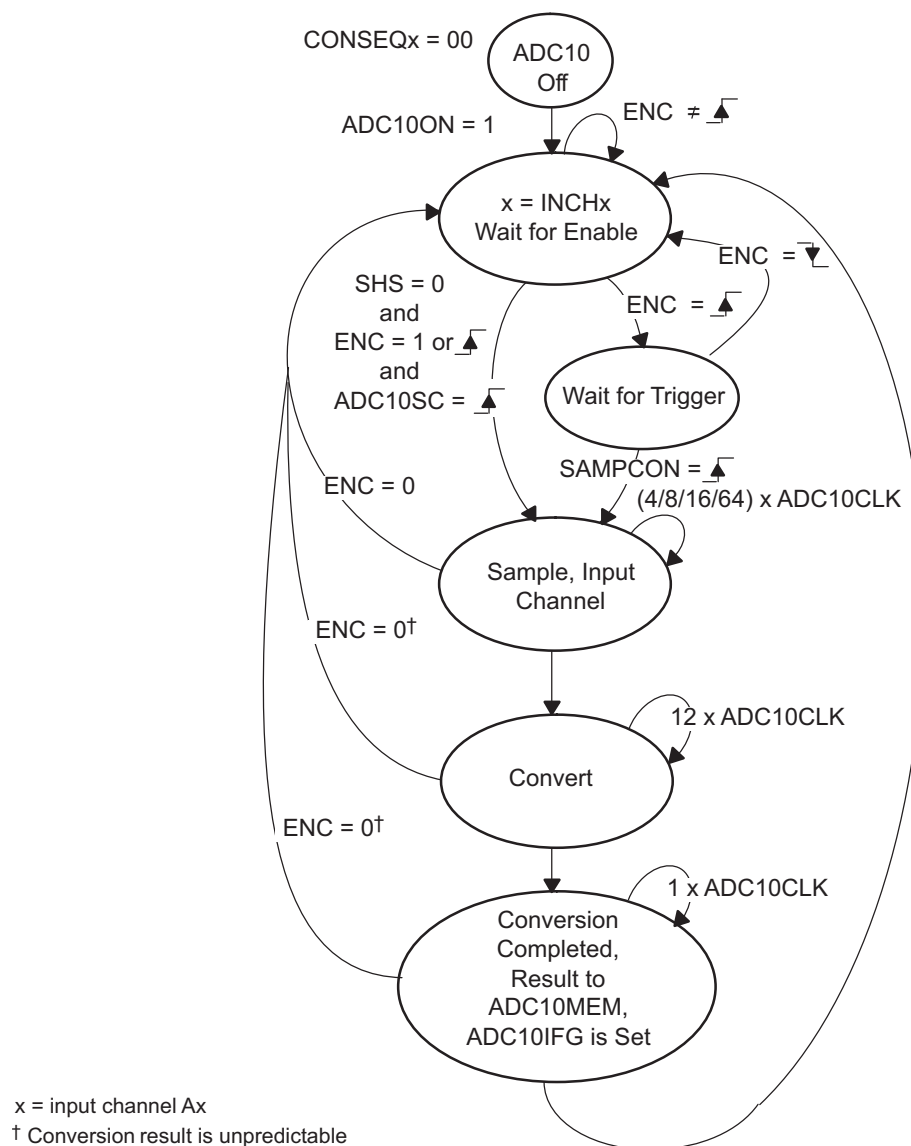 CONSEQx = 00
ADC10
Off
ADC10ON = 1
ENC ≠
x = INCHx
Wait for Enable
SHS = 0
and
ENC = 1 or
and
ADC10SC =
ENC =
ENC =
Wait for Trigger
SAMPCON =
(4/8/16/64) x ADC10CLK
ENC = 0
Sample, Input
Channel
ENC = 0†
12 x ADC10CLK
Convert
ENC = 0†
1 x ADC10CLK
Conversion
Completed,
Result to
ADC10MEM,
ADC10IFG is Set
x = input channel Ax
† Conversion result is unpredictable